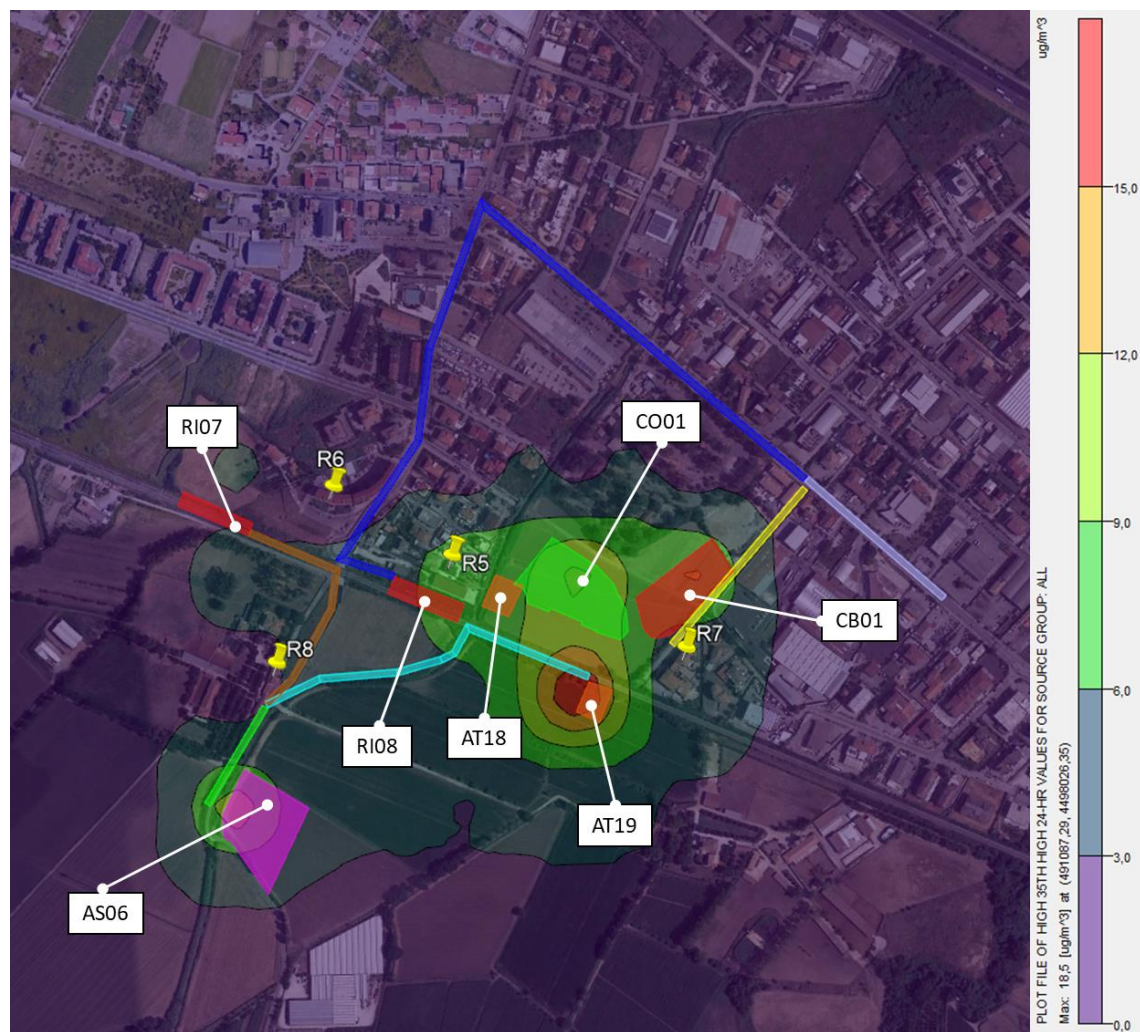 ug/m^3
15,0
12,0
CO01
RI07
R6
9,0
R5
CB01
R7
R8
6,0
RI08
AT18
AT19
3,0
AS06
0,0
PLOT FILE OF HIGH 35TH HIGH 24-HR VALUES FOR SOURCE GROUP: ALL
Max: 18,5 [ug/m^3] at (491087,29, 4498026,35)